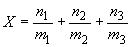 X = n₁/m₁ + n₂/m₂ + n₃/m₃